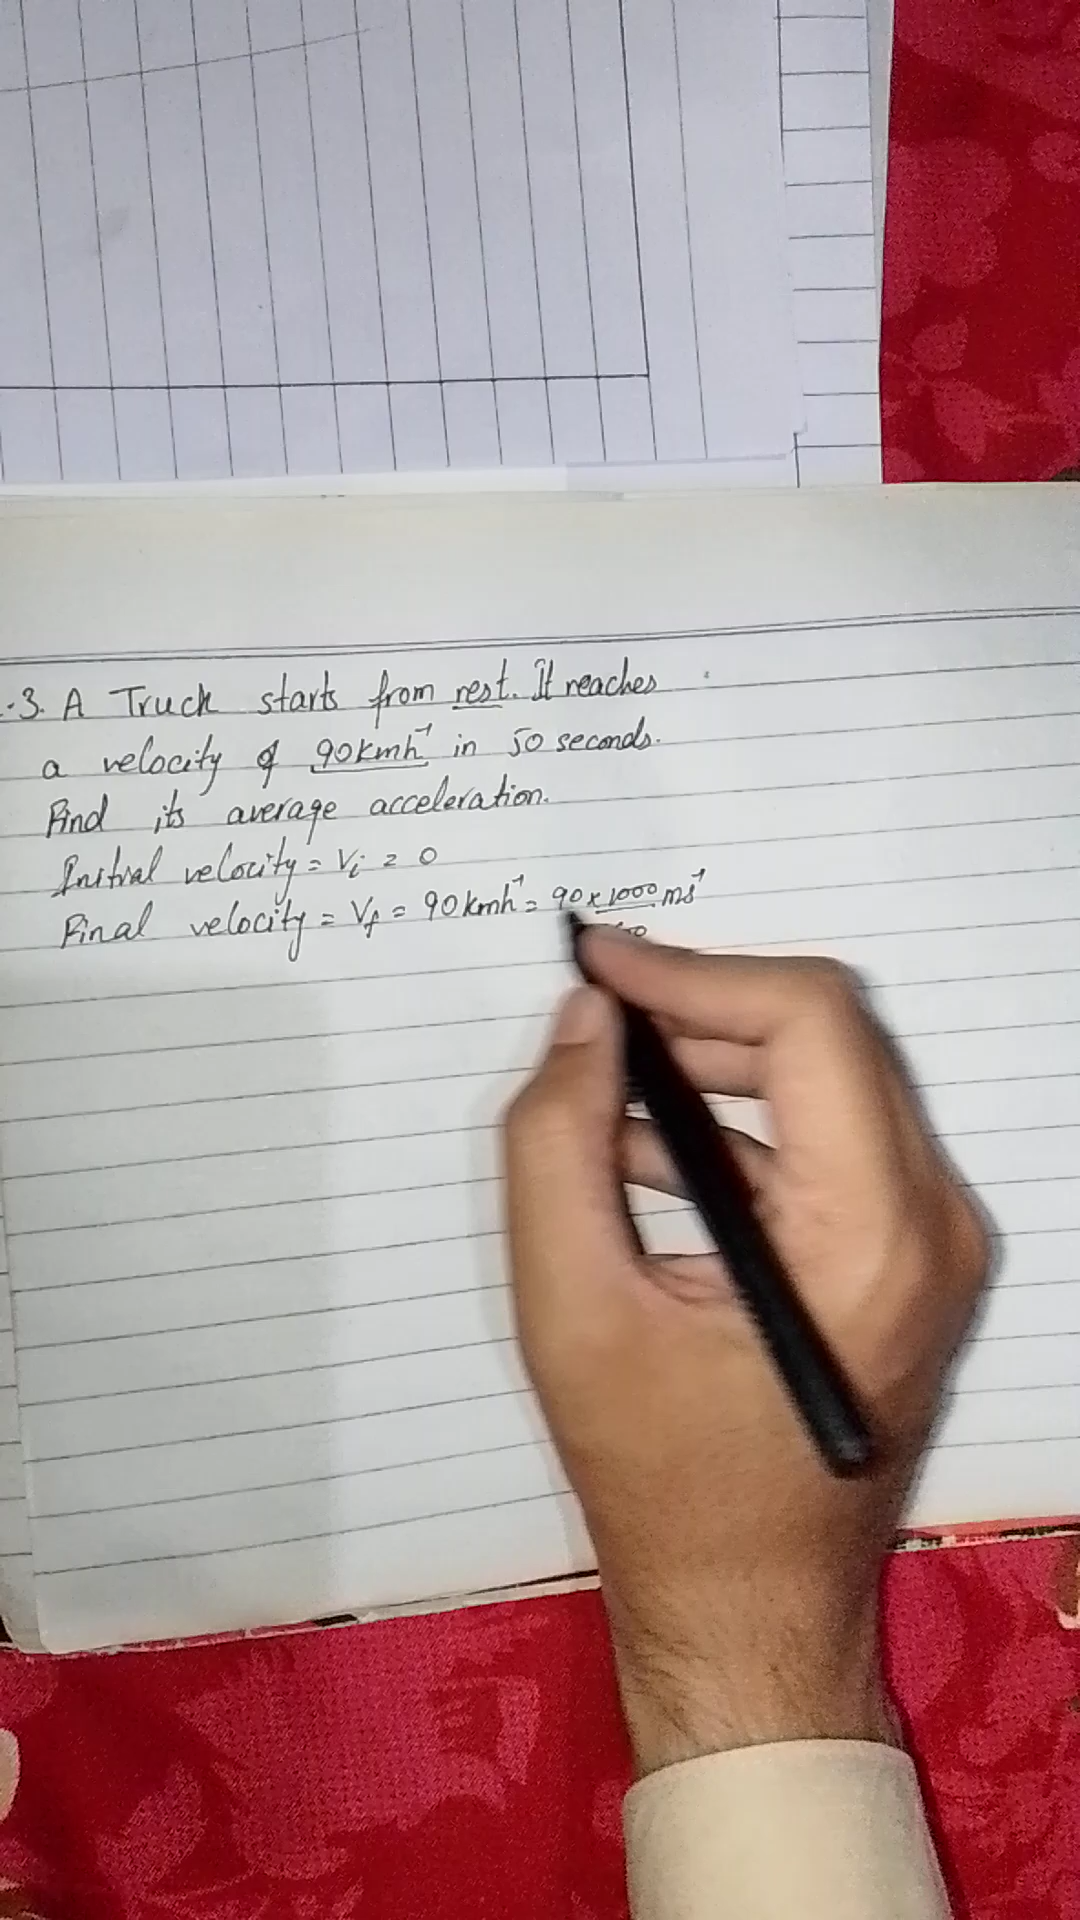 .3. A Truck starts from rest. It reaches
a velocity of 90kmh⁻¹ in 50 seconds.
Find its average acceleration.
Initial velocity = Vi = 0
Final velocity = Vf = 90kmh⁻¹ = 90 x 1000 ms⁻¹